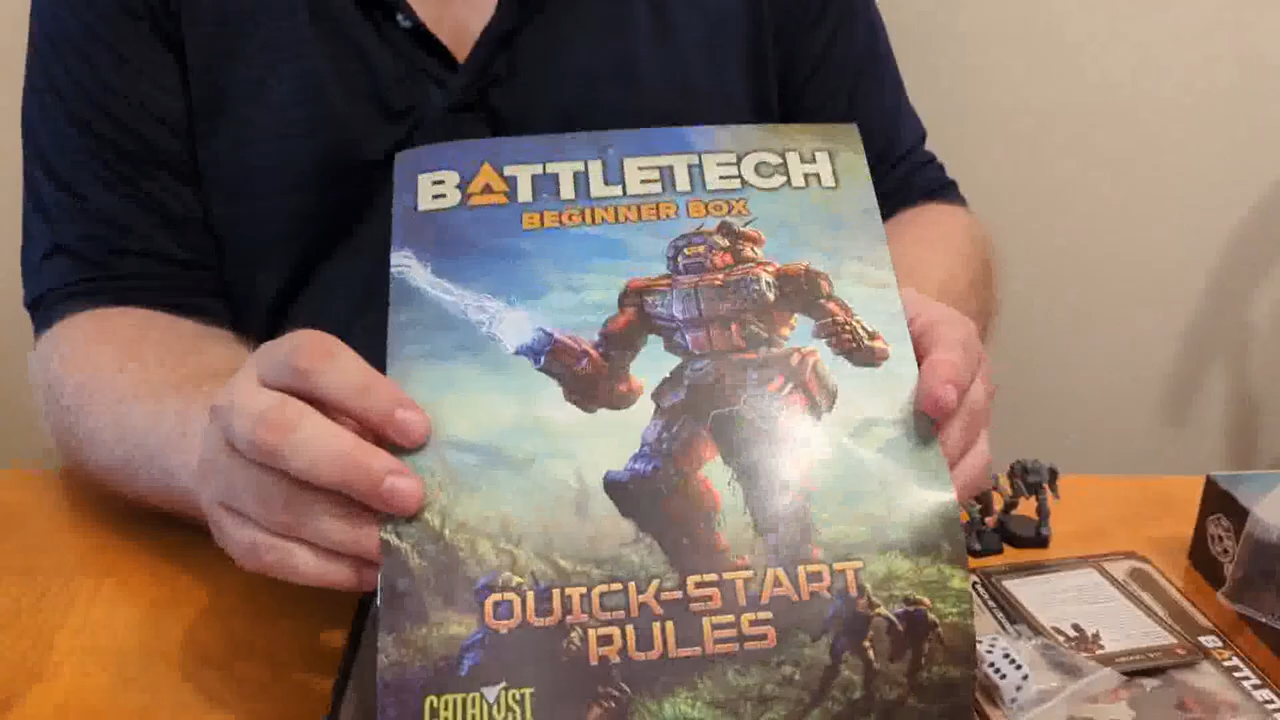 BATTLETECH
BEGINNER BOX
QUICK-START
RULES
CATALYST